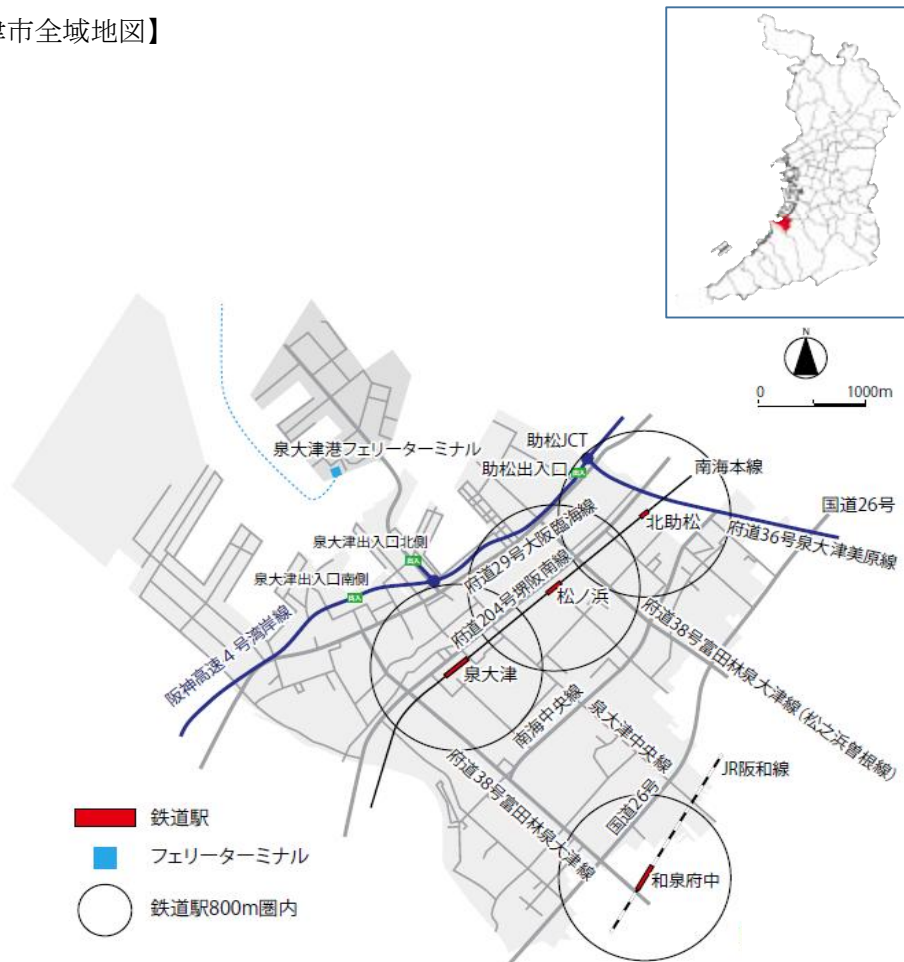 津市全域地図】
N
0 1000m
助松JCT
泉大津港フェリーターミナル
助松出入口
南海本線
国道26号
北助松
府道36号泉大津美原線
泉大津出入口北側
出入
出入
出入
泉大津出入口南側
府道29号大阪臨海線
府道204号堺阪南線
松ノ浜
阪神高速4号湾岸線
泉大津
府道38号富田林泉大津線(松之浜曽根線)
南海中央線
泉大津中央線
府道38号富田林泉大津線
国道26号
JR阪和線
和泉府中
鉄道駅
フェリーターミナル
鉄道駅800m圏内